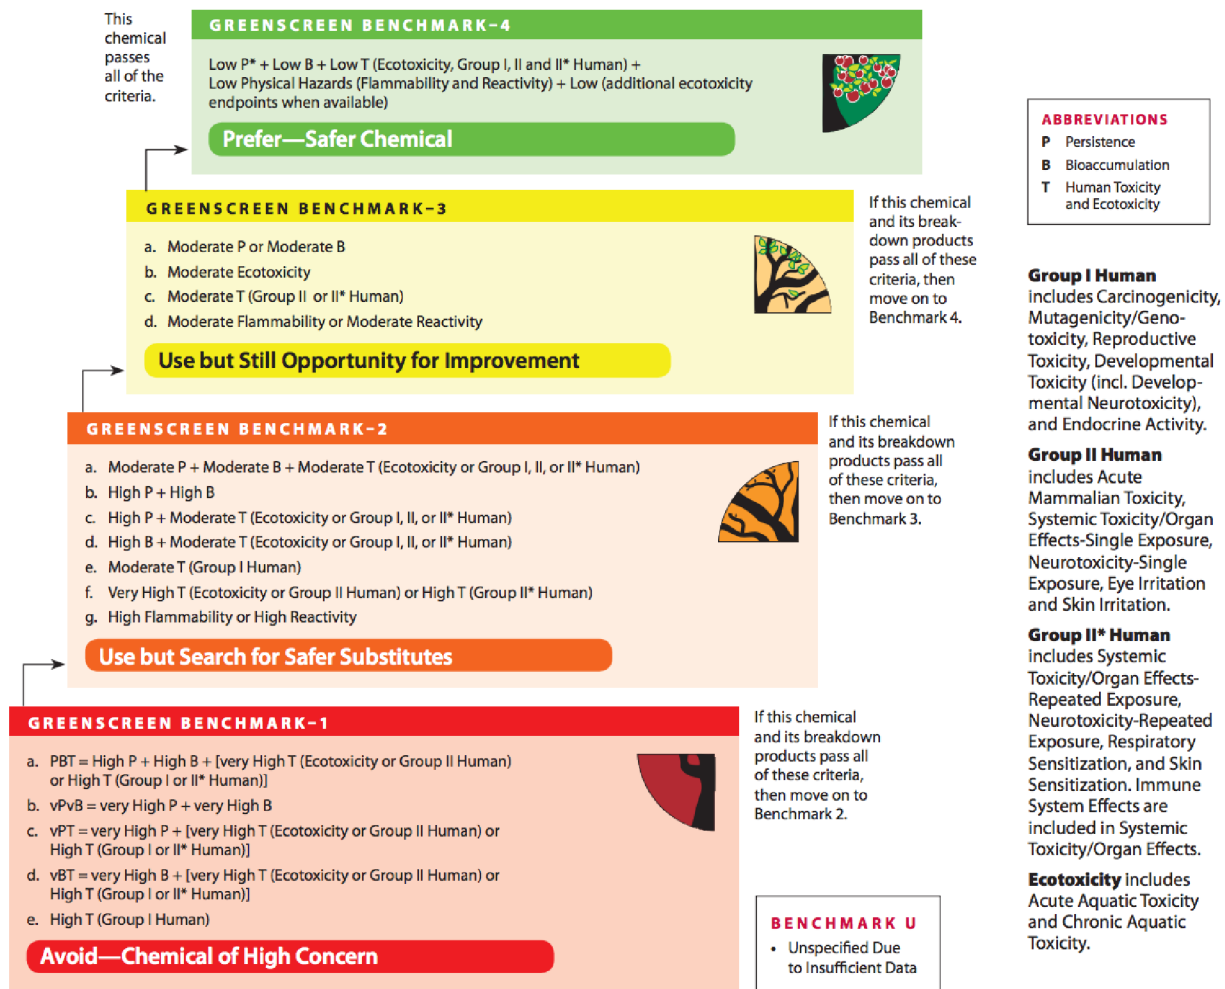 This
chemical
passes
all of the
criteria.
GREENSCREEN BENCHMARK–4
Low P* + Low B + Low T (Ecotoxicity, Group I, II and II* Human) +
Low Physical Hazards (Flammability and Reactivity) + Low (additional ecotoxicity
endpoints when available)
Prefer—Safer Chemical
GREENSCREEN BENCHMARK–3
a. Moderate P or Moderate B
b. Moderate Ecotoxicity
c. Moderate T (Group II or II* Human)
d. Moderate Flammability or Moderate Reactivity
Use but Still Opportunity for Improvement
If this chemical
and its break-
down products
pass all of these
criteria, then
move on to
Benchmark 4.
GREENSCREEN BENCHMARK–2
a. Moderate P + Moderate B + Moderate T (Ecotoxicity or Group I, II, or II* Human)
b. High P + High B
c. High P + Moderate T (Ecotoxicity or Group I, II, or II* Human)
d. High B + Moderate T (Ecotoxicity or Group I, II, or II* Human)
e. Moderate T (Group I Human)
f. Very High T (Ecotoxicity or Group II Human) or High T (Group II* Human)
g. High Flammability or High Reactivity
Use but Search for Safer Substitutes
If this chemical
and its breakdown
products pass all
of these criteria,
then move on to
Benchmark 3.
GREENSCREEN BENCHMARK–1
a. PBT = High P + High B + [very High T (Ecotoxicity or Group II Human)
or High T (Group I or II* Human)]
b. vPvB = very High P + very High B
c. vPT = very High P + [very High T (Ecotoxicity or Group II Human) or
High T (Group I or II* Human)]
d. vBT = very High B + [very High T (Ecotoxicity or Group II Human) or
High T (Group I or II* Human)]
e. High T (Group I Human)
Avoid—Chemical of High Concern
If this chemical
and its breakdown
products pass all
of these criteria,
then move on to
Benchmark 2.
BENCHMARK U
• Unspecified Due
to Insufficient Data
ABBREVIATIONS
P Persistence
B Bioaccumulation
T Human Toxicity
and Ecotoxicity
Group I Human
includes Carcinogenicity,
Mutagenicity/Geno-
toxicity, Reproductive
Toxicity, Developmental
Toxicity (incl. Develop-
mental Neurotoxicity),
and Endocrine Activity.
Group II Human
includes Acute
Mammalian Toxicity,
Systemic Toxicity/Organ
Effects-Single Exposure,
Neurotoxicity-Single
Exposure, Eye Irritation
and Skin Irritation.
Group II* Human
includes Systemic
Toxicity/Organ Effects-
Repeated Exposure,
Neurotoxicity-Repeated
Exposure, Respiratory
Sensitization, and Skin
Sensitization. Immune
System Effects are
included in Systemic
Toxicity/Organ Effects.
Ecotoxicity includes
Acute Aquatic Toxicity
and Chronic Aquatic
Toxicity.